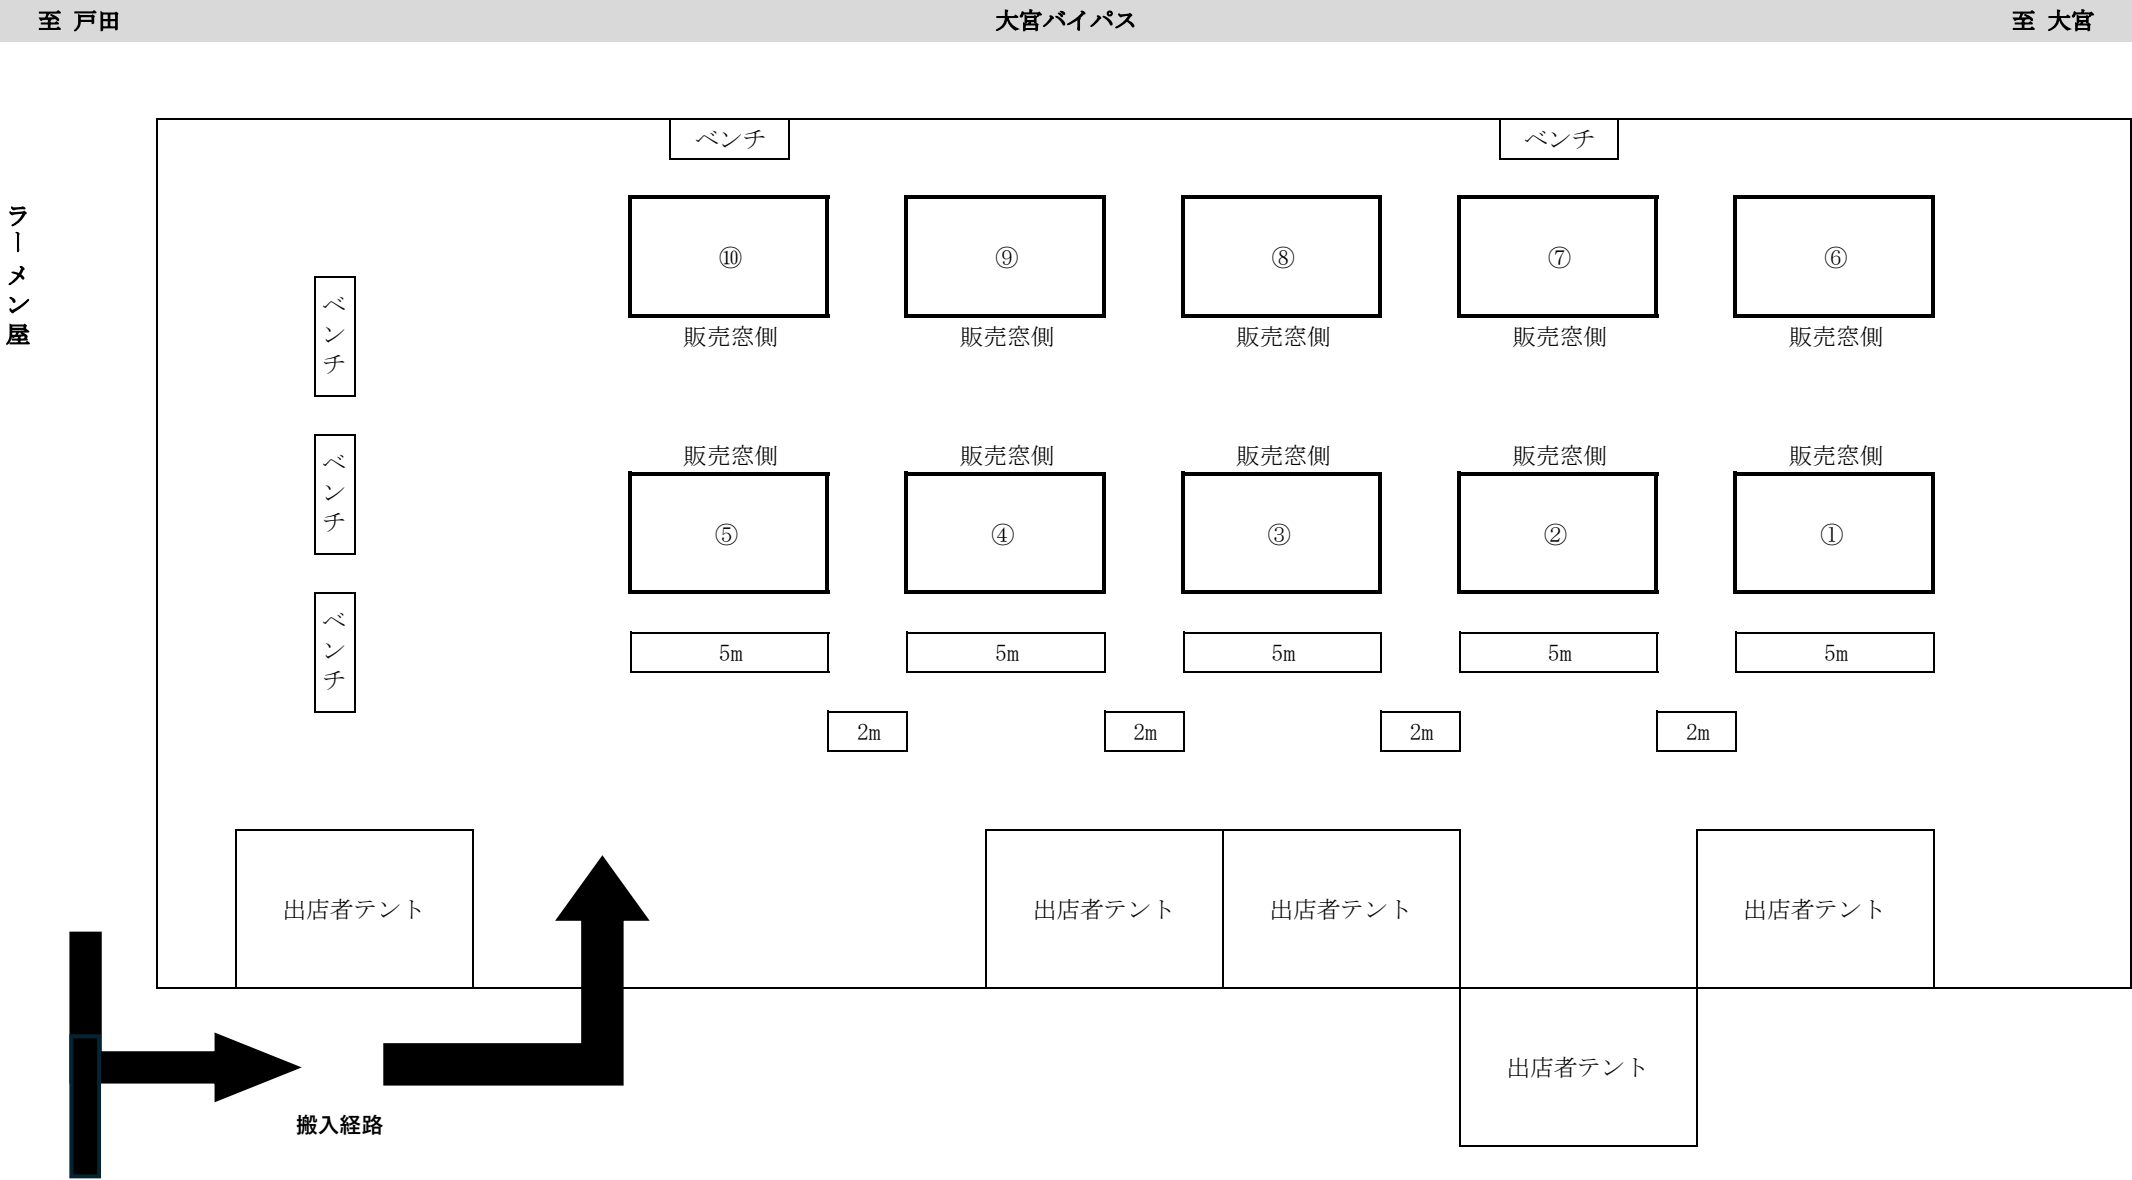 至 戸田
大宮バイパス
至 大宮
ラーメン屋
ベンチ
ベンチ
⑩
⑨
⑧
⑦
⑥
販売窓側
販売窓側
販売窓側
販売窓側
販売窓側
ベンチ
ベンチ
ベンチ
販売窓側
販売窓側
販売窓側
販売窓側
販売窓側
⑤
④
③
②
①
5m
5m
5m
5m
5m
2m
2m
2m
2m
出店者テント
出店者テント
出店者テント
出店者テント
出店者テント
搬入経路